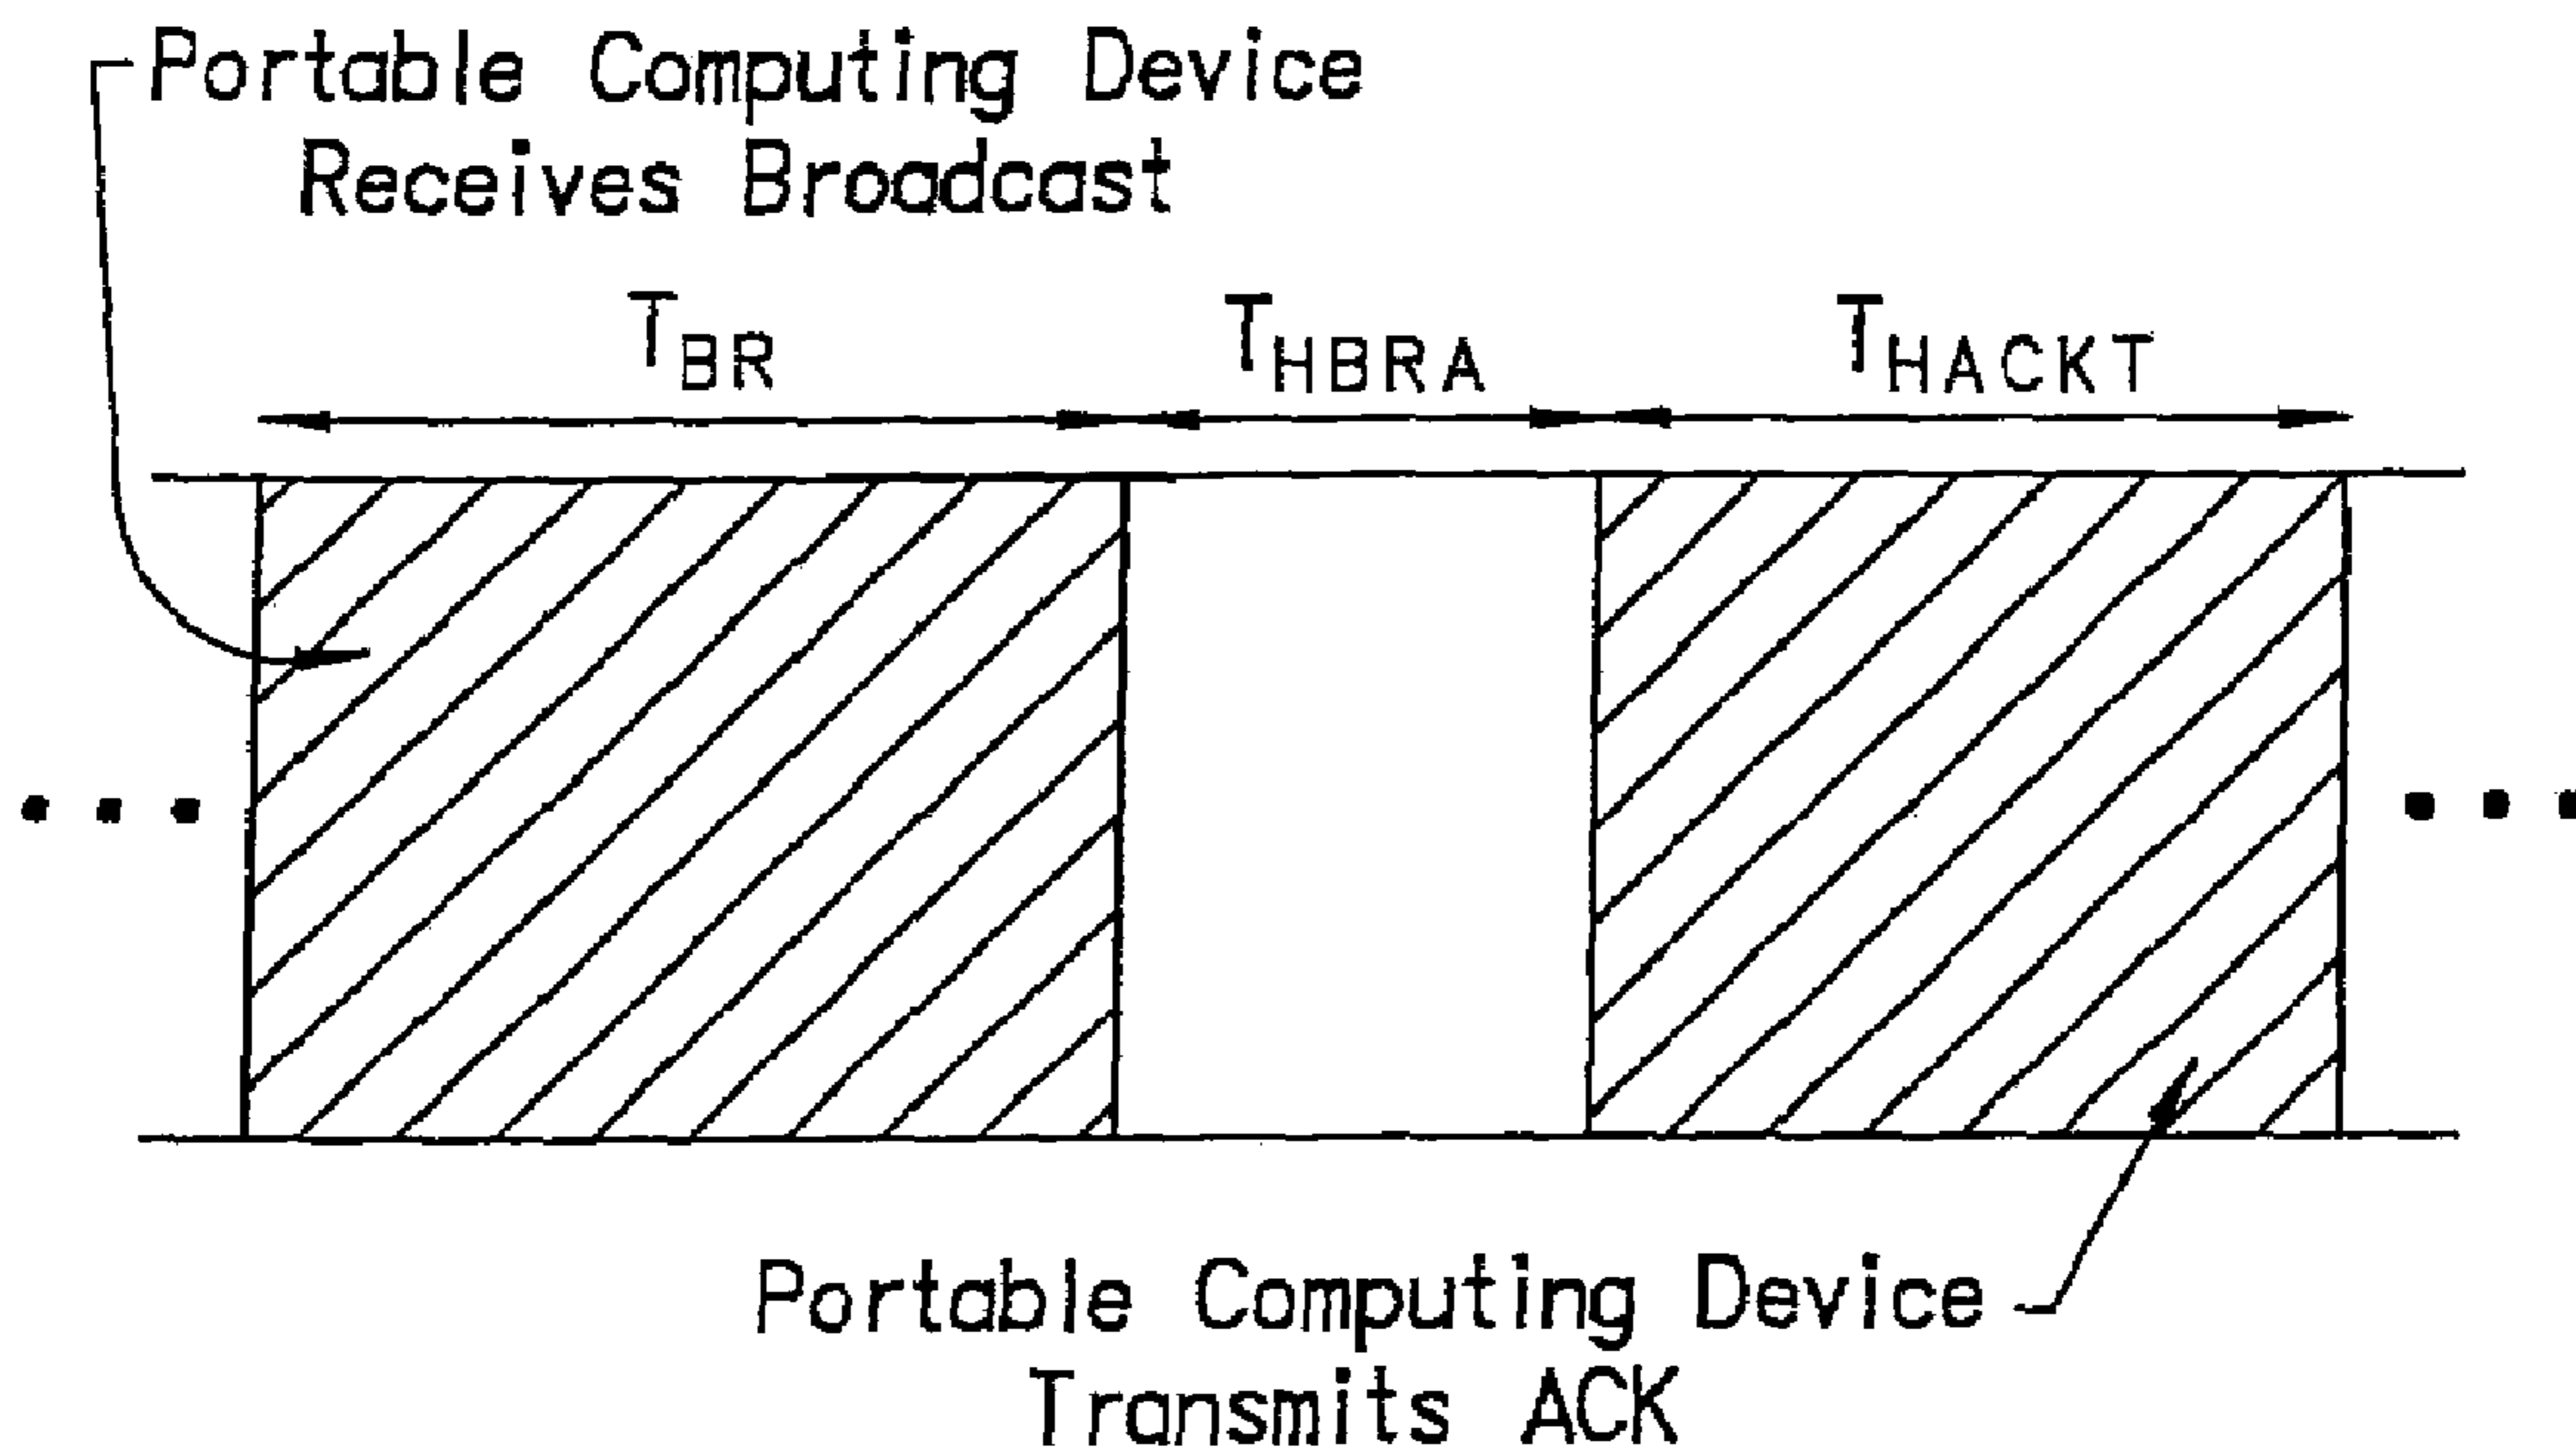 Portable Computing Device
Receives Broadcast
T_BR T_HBRA T_HACKT
Portable Computing Device
Transmits ACK